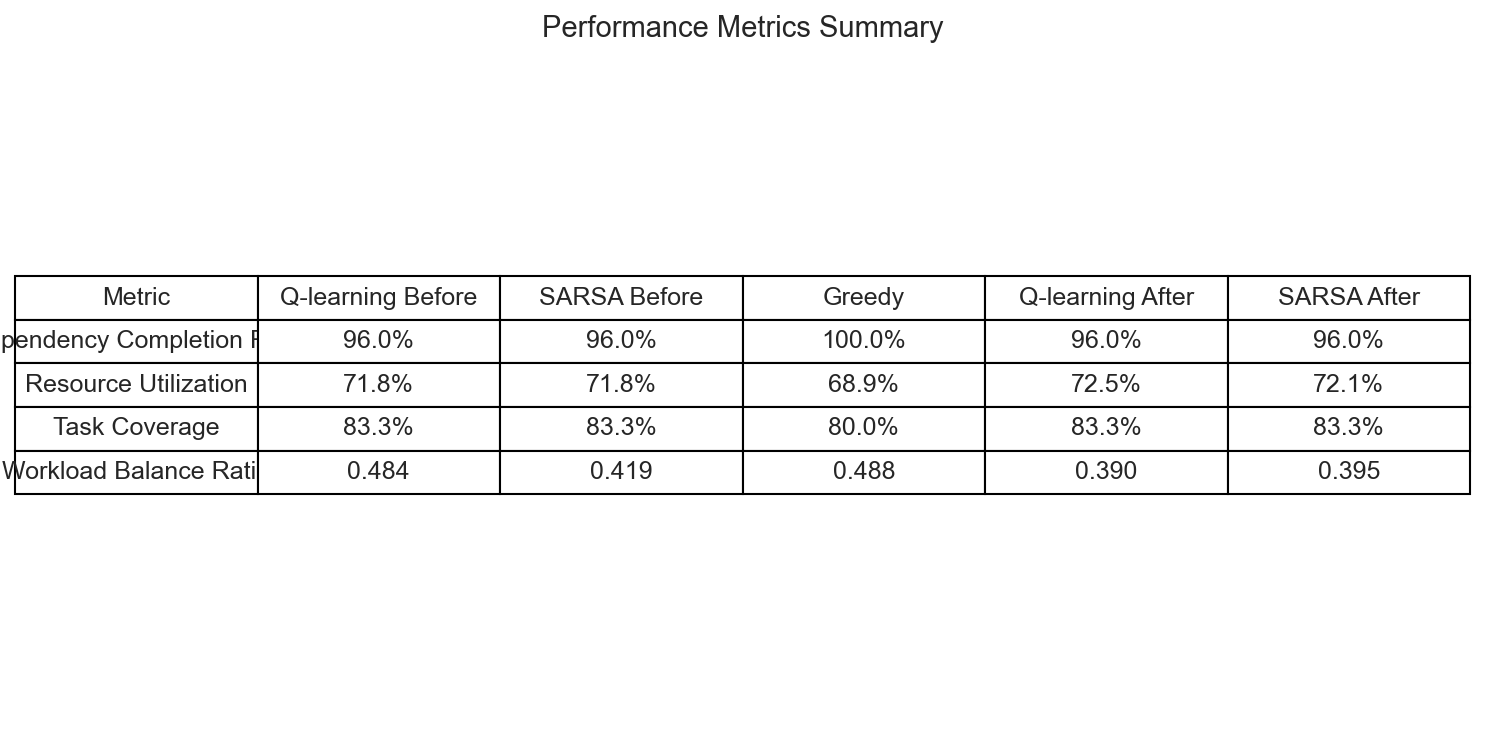 Performance Metrics Summary
Metric Q-learning Before SARSA Before Greedy Q-learning After SARSA After
pendency Completion 96.0% 96.0% 100.0% 96.0% 96.0%
Resource Utilization 71.8% 71.8% 68.9% 72.5% 72.1%
Task Coverage 83.3% 83.3% 80.0% 83.3% 83.3%
Workload Balance Rati 0.484 0.419 0.488 0.390 0.395